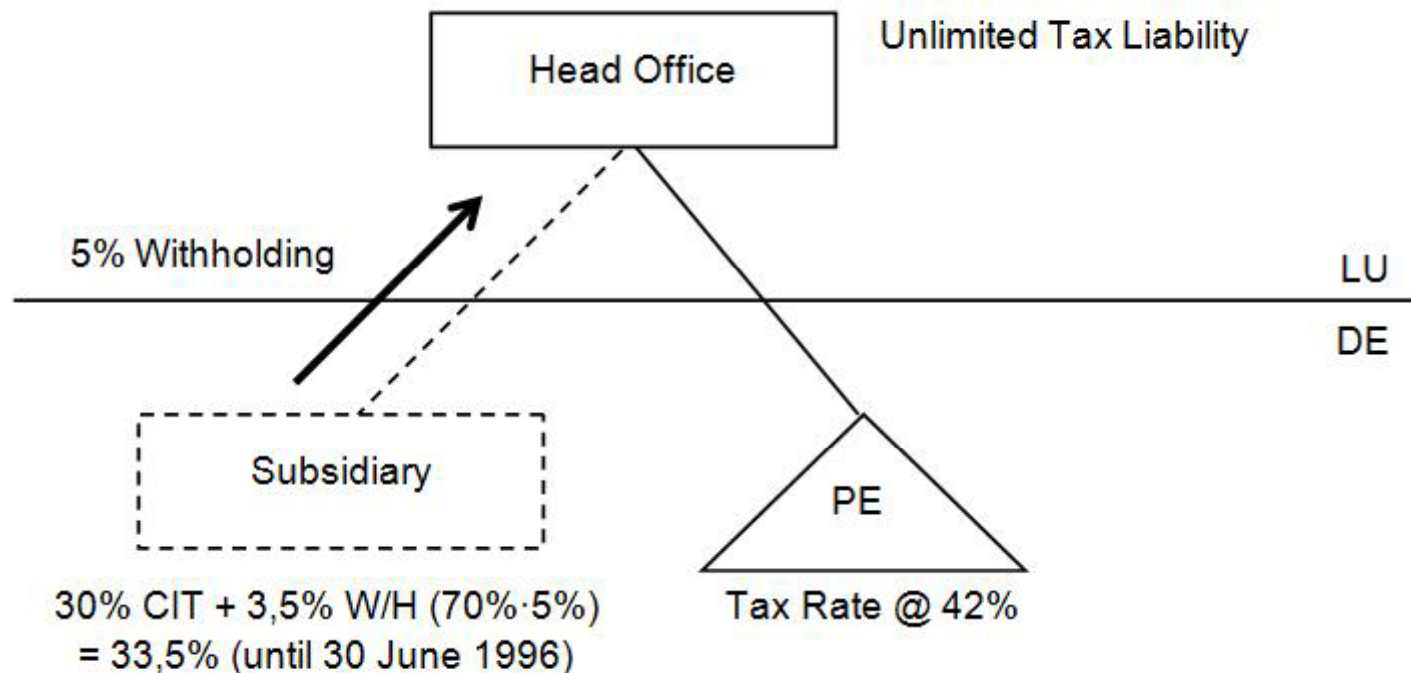 Unlimited Tax Liability
Head Office
5% Withholding
LU
DE
Subsidiary
PE
30% CIT + 3,5% W/H (70%·5%)
= 33,5% (until 30 June 1996)
Tax Rate @ 42%